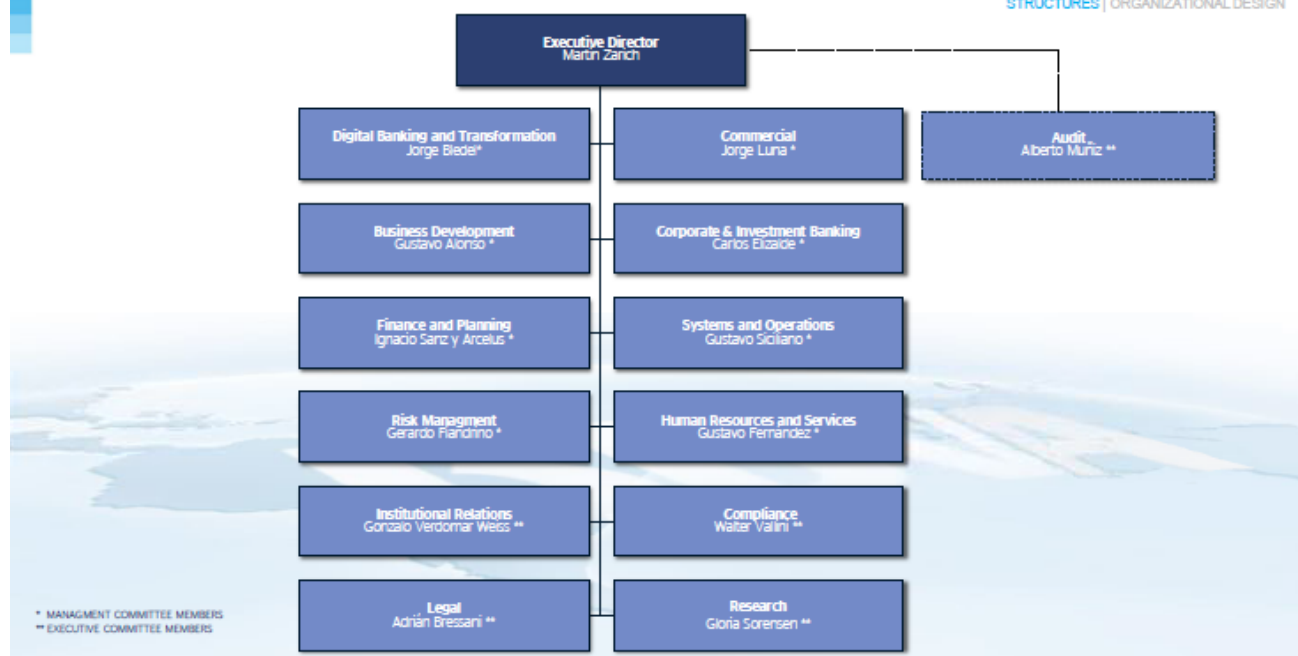 STRUCTURES | ORGANIZATIONAL DESIGN
Executive Director
Martin Zarich
Digital Banking and Transformation
Jorge Bledel*
Commercial
Jorge Luna *
Audit
Alberto Muñiz **
Business Development
Gustavo Alonso *
Corporate & Investment Banking
Carlos Elizalde *
Finance and Planning
Ignacio Sanz y Arcelus *
Systems and Operations
Gustavo Siciliano *
Risk Managment
Gerardo Fiandrino *
Human Resources and Services
Gustavo Fernández *
Institutional Relations
Gonzalo Verdomar Weiss **
Compliance
Walter Vallini **
Legal
Adrián Bressani **
Research
Gloria Sorensen **
* MANAGMENT COMMITTEE MEMBERS
** EXECUTIVE COMMITTEE MEMBERS